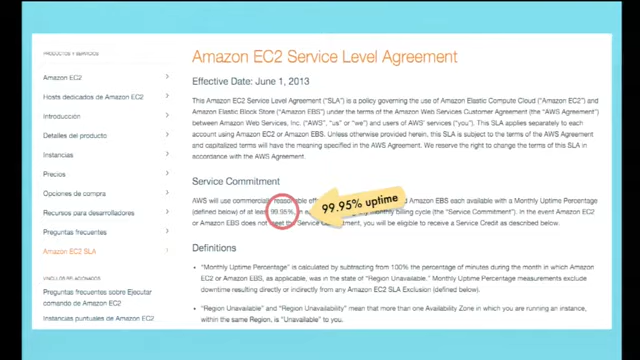 PRODUCTOS Y SERVICIOS
Amazon EC2
Hosts dedicados de Amazon EC2
Introducción
Detalles del producto
Instancias
Precios
Opciones de compra
Recursos para desarrolladores
Preguntas frecuentes
Amazon EC2 SLA
VÍNCULOS RELACIONADOS
Preguntas frecuentes sobre Ejecutar
comando de Amazon EC2
Instancias puntuales de Amazon EC2
Amazon EC2 Service Level Agreement
Effective Date: June 1, 2013
This Amazon EC2 Service Level Agreement ("SLA") is a policy governing the use of Amazon Elastic Compute Cloud ("Amazon EC2") and
Amazon Elastic Block Store ("Amazon EBS") under the terms of the Amazon Web Services Customer Agreement (the "AWS Agreement")
between Amazon Web Services, Inc. ("AWS", "us" or "we") and users of AWS services ("you"). This SLA applies separately to each
account using Amazon EC2 or Amazon EBS. Unless otherwise provided herein, this SLA is subject to the terms of the AWS Agreement
and capitalized terms will have the meaning specified in the AWS Agreement. We reserve the right to change the terms of this SLA
in accordance with the AWS Agreement.
Service Commitment
AWS will use commercially reasonable and Amazon EBS each available with a Monthly Uptime Percentage
(defined below) of at least 99.95%, in monthly billing cycle (the "Service Commitment"). In the event Amazon EC2
or Amazon EBS does not meet the Service Commitment, you will be eligible to receive a Service Credit as described below.
99.95% uptime
Definitions
• "Monthly Uptime Percentage" is calculated by subtracting from 100% the percentage of minutes during the month in which Amazon
EC2 or Amazon EBS, as applicable, was in the state of "Region Unavailable." Monthly Uptime Percentage measurements exclude
downtime resulting directly or indirectly from any Amazon EC2 SLA Exclusion (defined below).
• "Region Unavailable" and "Region Unavailability" mean that more than one Availability Zone in which you are running an instance,
within the same Region, is "Unavailable" to you.